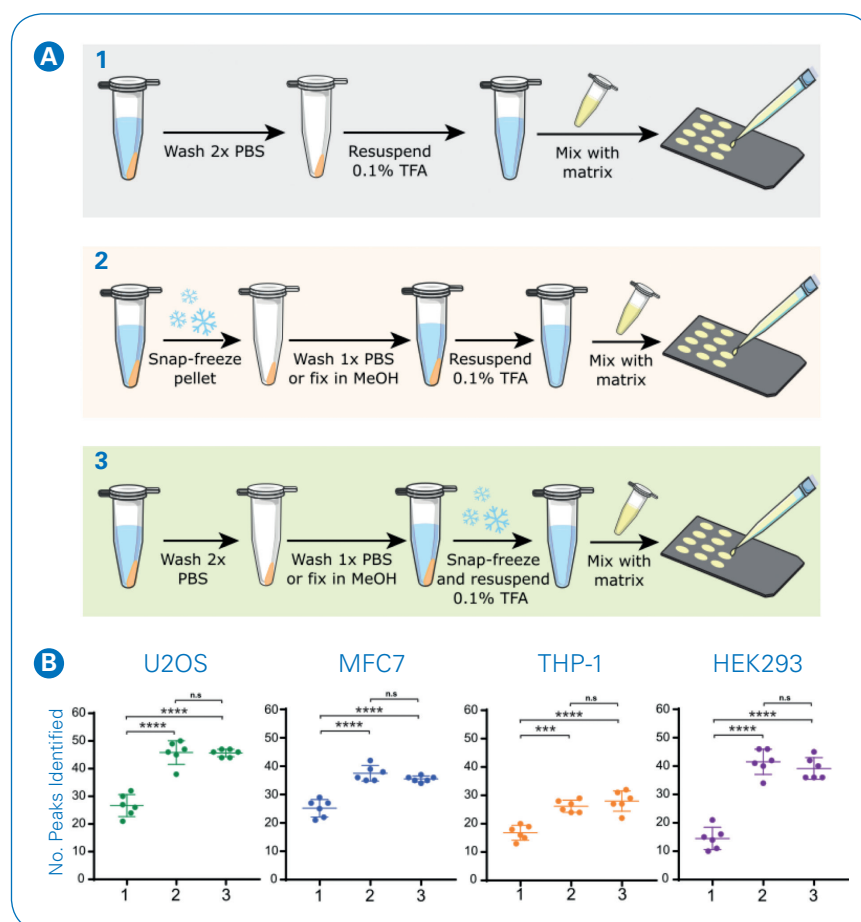 A
1
Wash 2x PBS
Resuspend
0.1% TFA
Mix with
matrix
2
Snap-freeze
pellet
Wash 1x PBS
or fix in MeOH
Resuspend
0.1% TFA
Mix with
matrix
3
Wash 2x
PBS
Wash 1x PBS
or fix in MeOH
Snap-freeze
and resuspend
0.1% TFA
Mix with
matrix
B
No. Peaks Identified
U2OS
n.s
****
****
60
50
40
30
20
10
0
1 2 3
MFC7
n.s
****
****
60
50
40
30
20
10
0
1 2 3
THP-1
n.s
****
***
60
50
40
30
20
10
0
1 2 3
HEK293
n.s
****
****
60
50
40
30
20
10
0
1 2 3